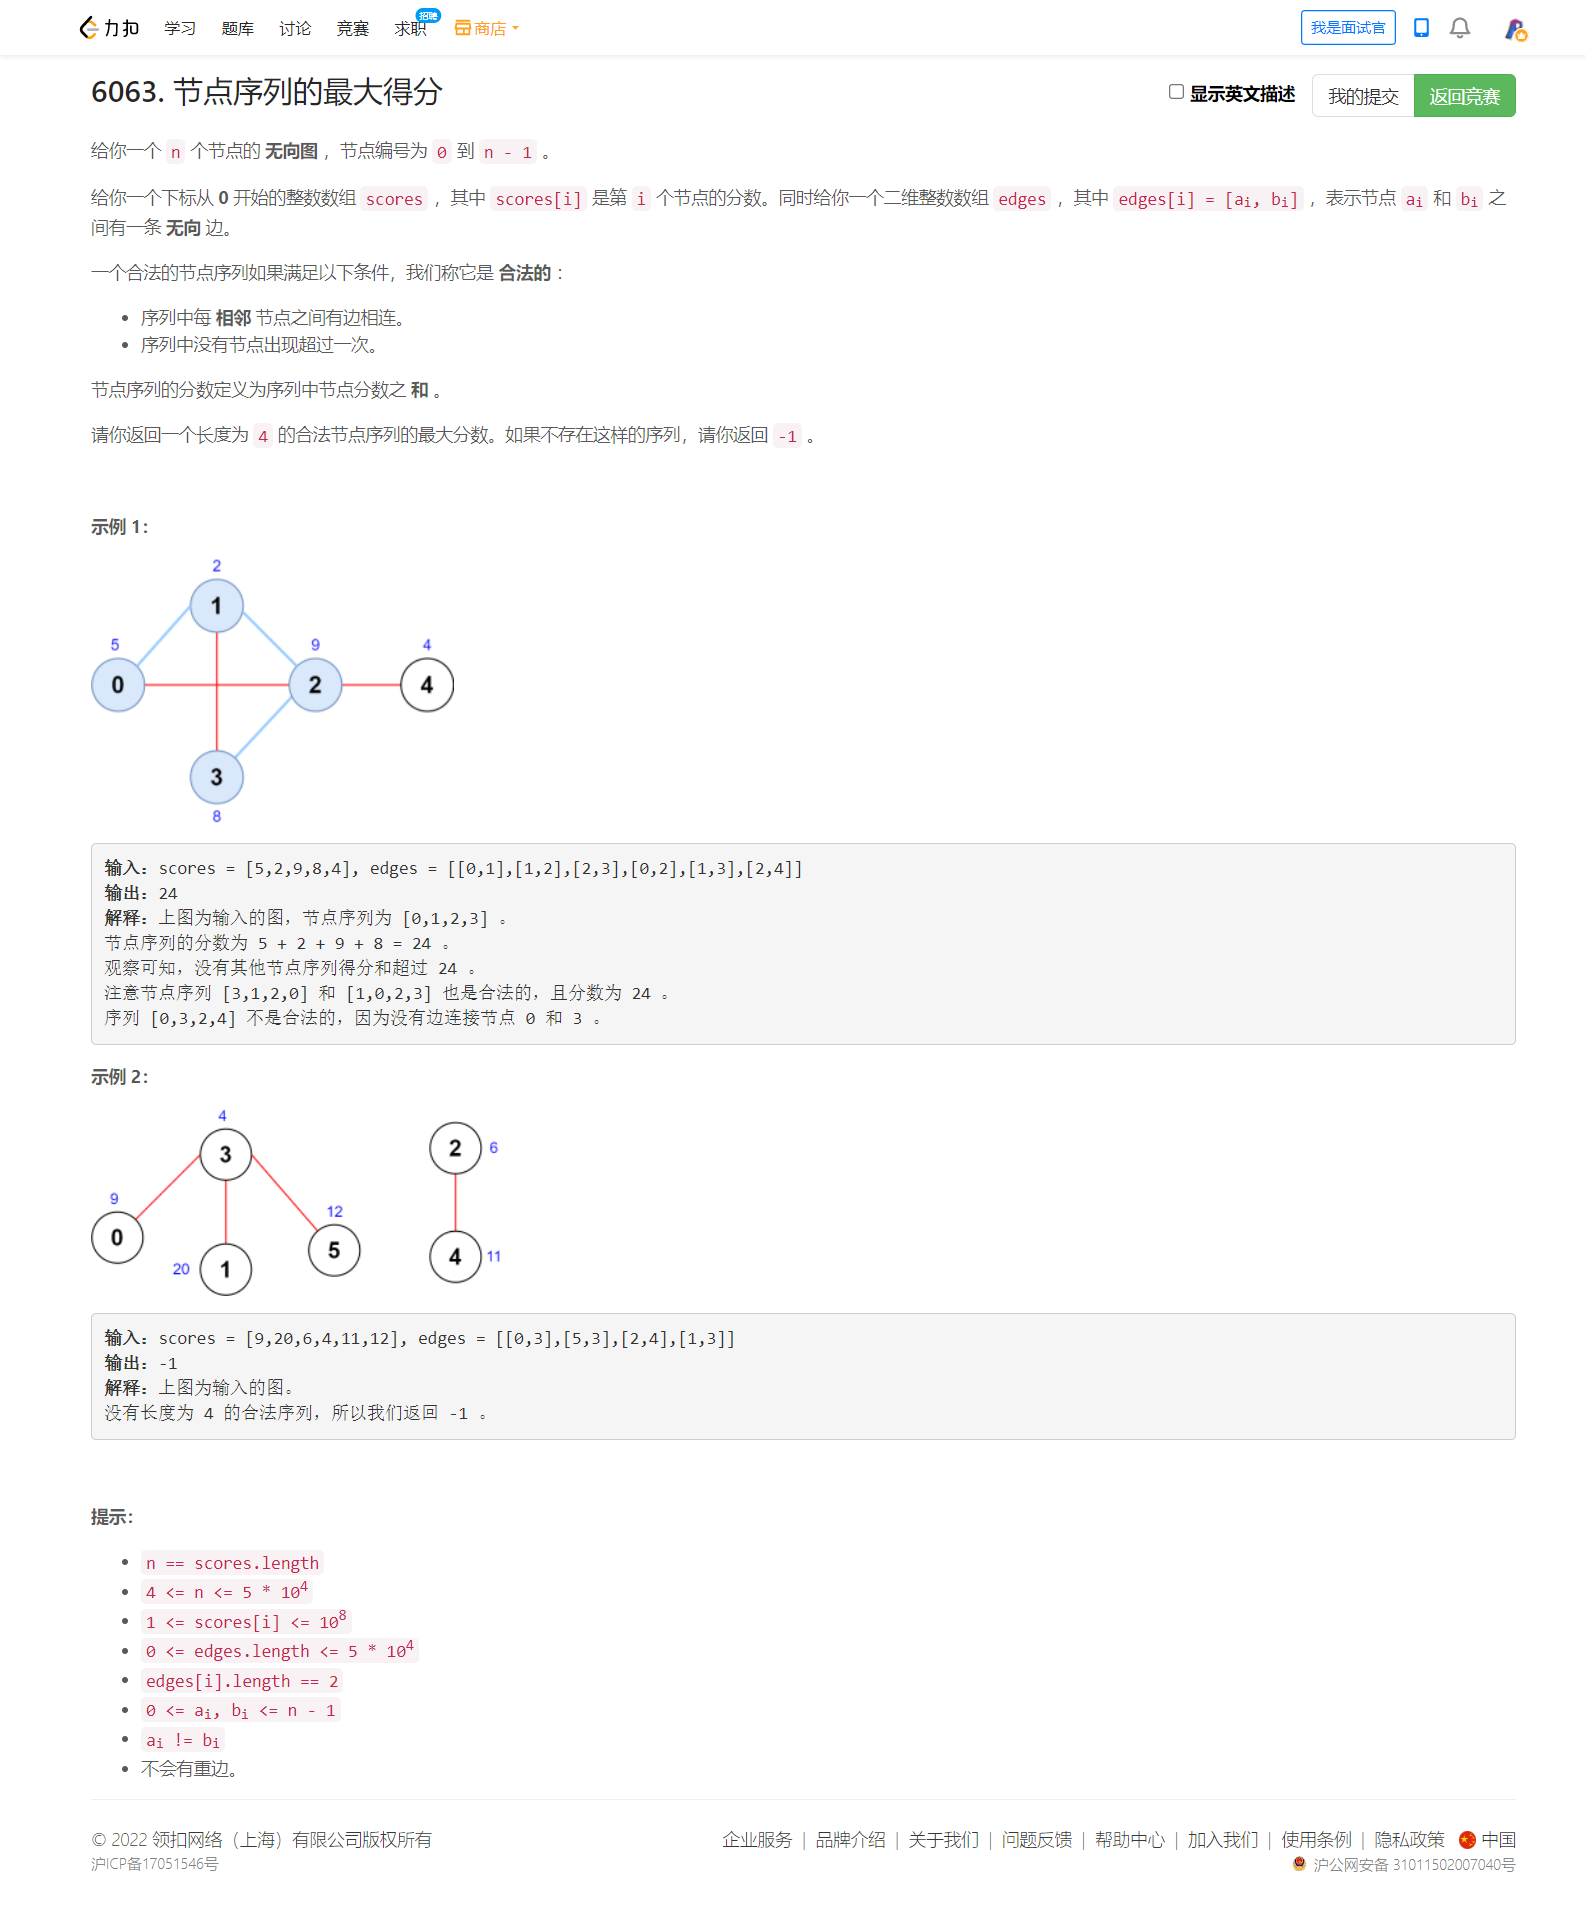 力扣 学习 题库 讨论 竞赛 求职 招聘 商店 我是面试官
6063. 节点序列的最大得分 显示英文描述 我的提交 返回竞赛
给你一个 n 个节点的 无向图 ，节点编号为 0 到 n - 1 。
给你一个下标从 0 开始的整数数组 scores ，其中 scores[i] 是第 i 个节点的分数。同时给你一个二维整数数组 edges ，其中 edges[i] = [ai, bi] ，表示节点 ai 和 bi 之
间有一条 无向 边。
一个合法的节点序列如果满足以下条件，我们称它是 合法的 ：
• 序列中每 相邻 节点之间有边相连。
• 序列中没有节点出现超过一次。
节点序列的分数定义为序列中节点分数之 和 。
请你返回一个长度为 4 的合法节点序列的最大分数。如果不存在这样的序列，请你返回 -1 。
示例 1：
2
1
5
9
4
0
2
4
3
8
输入：scores = [5,2,9,8,4], edges = [[0,1],[1,2],[2,3],[0,2],[1,3],[2,4]]
输出：24
解释：上图为输入的图，节点序列为 [0,1,2,3] 。
节点序列的分数为 5 + 2 + 9 + 8 = 24 。
观察可知，没有其他节点序列得分和超过 24 。
注意节点序列 [3,1,2,0] 和 [1,0,2,3] 也是合法的，且分数为 24 。
序列 [0,3,2,4] 不是合法的，因为没有边连接节点 0 和 3 。
示例 2：
4
3
2
6
9
12
0
5
20
1
4
11
输入：scores = [9,20,6,4,11,12], edges = [[0,3],[5,3],[2,4],[1,3]]
输出：-1
解释：上图为输入的图。
没有长度为 4 的合法序列，所以我们返回 -1 。
提示：
• n == scores.length
• 4 <= n <= 5 * 10^4
• 1 <= scores[i] <= 10^8
• 0 <= edges.length <= 5 * 10^4
• edges[i].length == 2
• 0 <= ai, bi <= n - 1
• ai != bi
• 不会有重边。
© 2022 领扣网络（上海）有限公司版权所有 企业服务 | 品牌介绍 | 关于我们 | 问题反馈 | 帮助中心 | 加入我们 | 使用条例 | 隐私政策 中国
沪ICP备17051546号 沪公网安备 31011502007040号